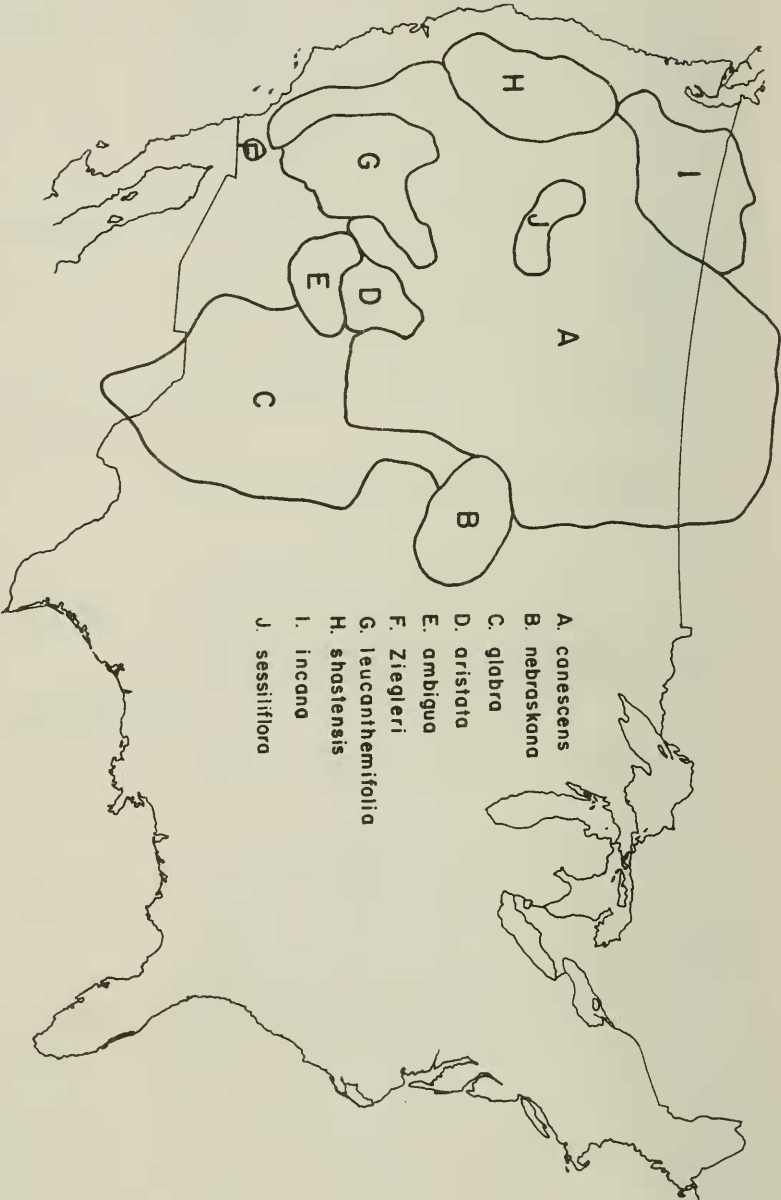 H
I
G
J
F
E
D
A
C
B
A. canescens
B. nebraskana
C. glabra
D. aristata
E. ambigua
F. Ziegleri
G. leucanthemifolia
H. shastensis
I. incana
J. sessiliflora